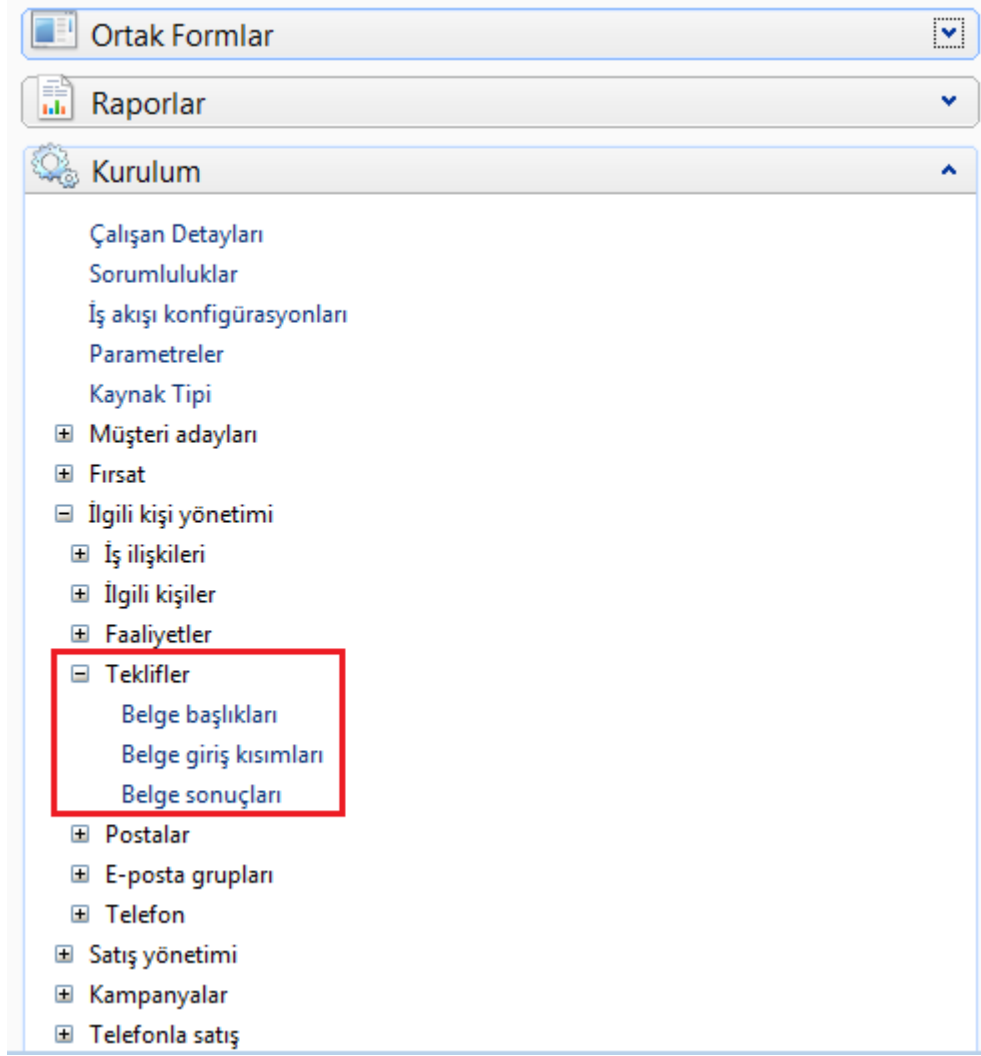 Ortak Formlar
Raporlar
Kurulum
Çalışan Detayları
Sorumluluklar
İş akışı konfigürasyonları
Parametreler
Kaynak Tipi
Müşteri adayları
Fırsat
İlgili kişi yönetimi
İş ilişkileri
İlgili kişiler
Faaliyetler
Teklifler
Belge başlıkları
Belge giriş kısımları
Belge sonuçları
Postalar
E-posta grupları
Telefon
Satış yönetimi
Kampanyalar
Telefonla satış